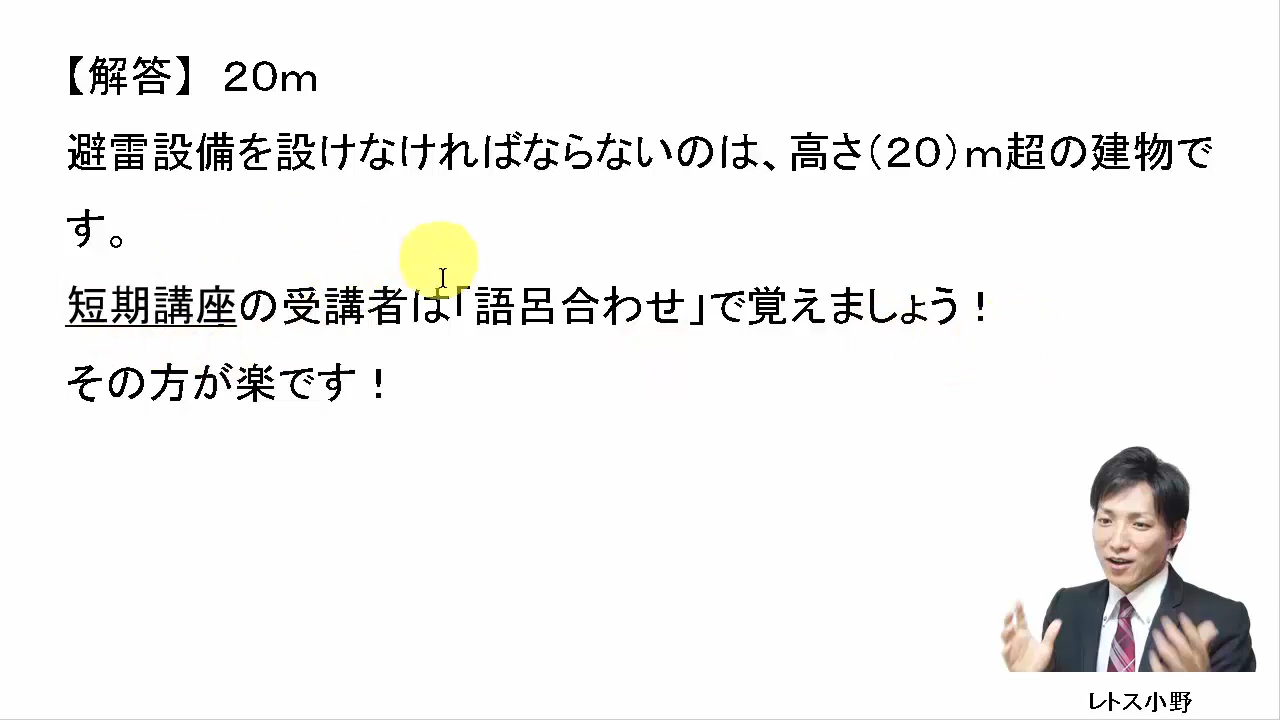 【解答】 20m
避雷設備を設けなければならないのは、高さ(20)m超の建物で
す。
短期講座の受講者は「語呂合わせ」で覚えましょう！
その方が楽です！
レトス小野